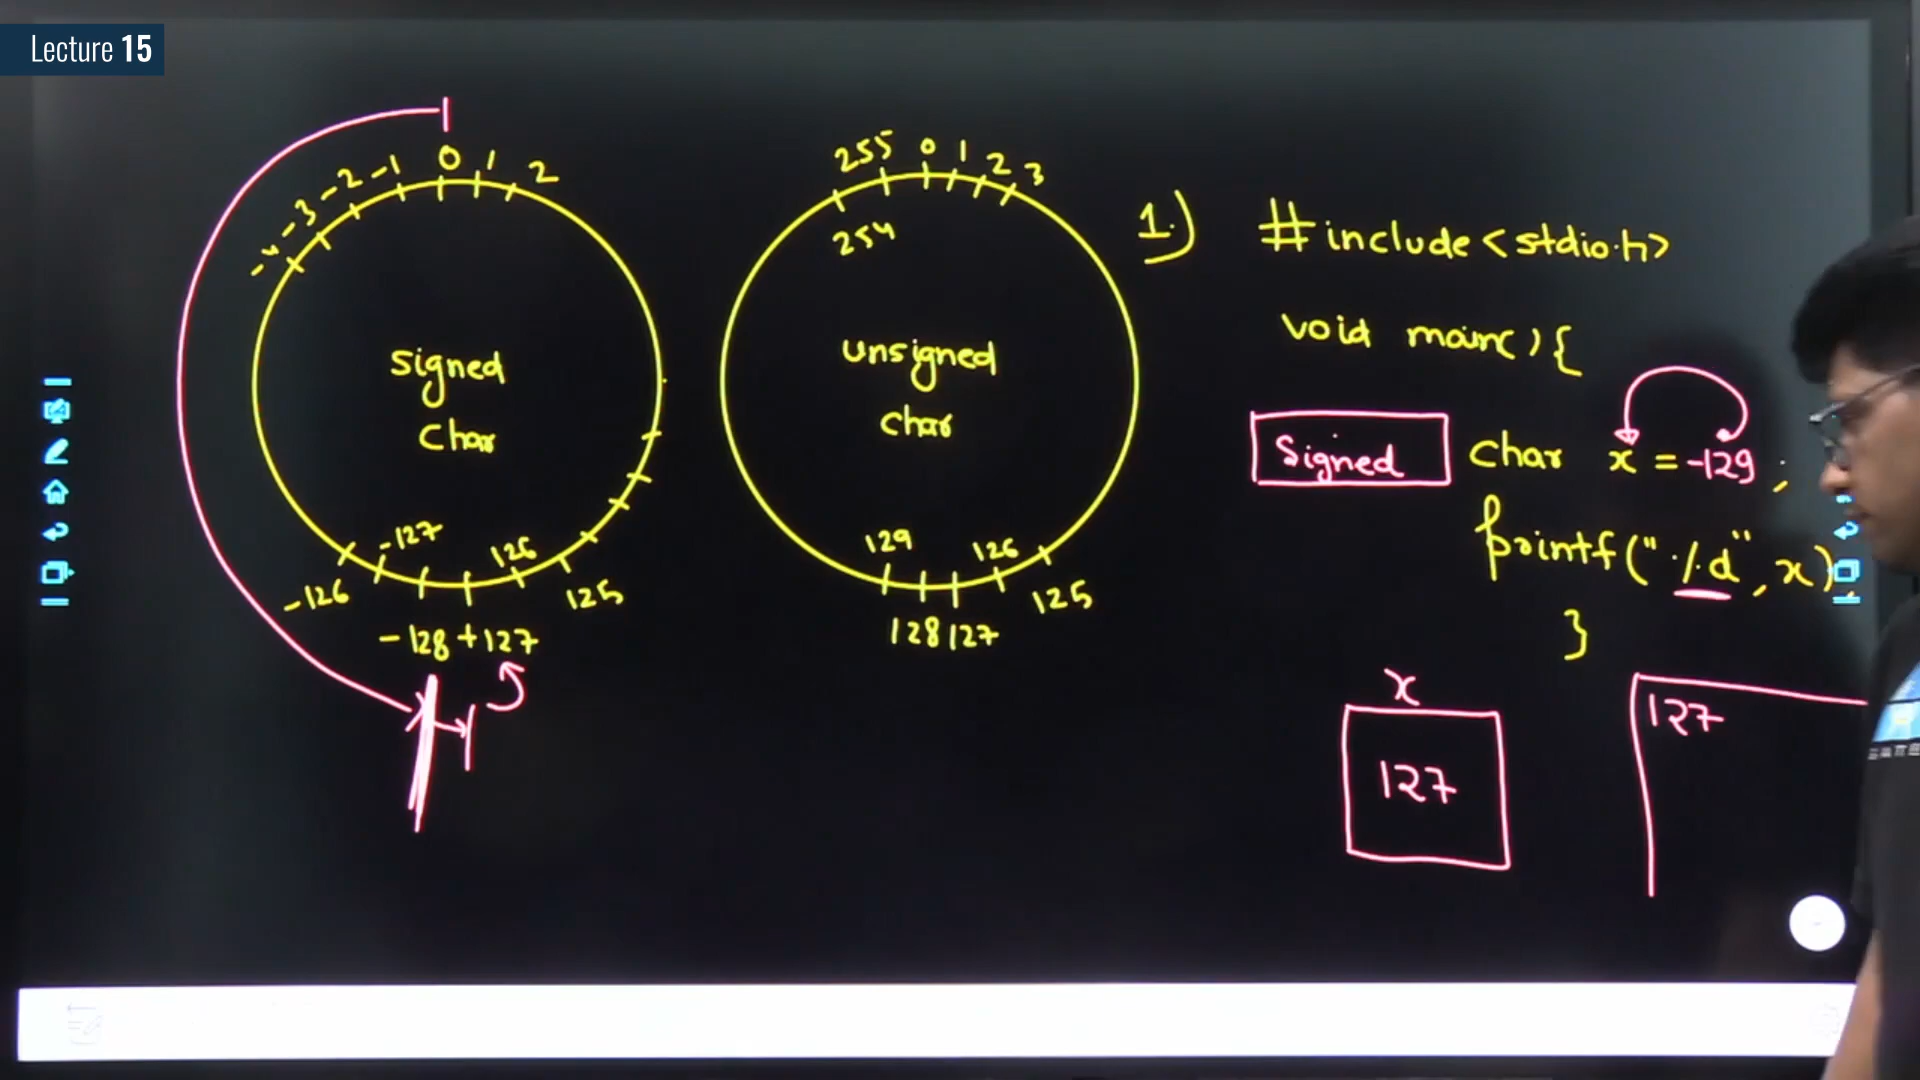 Lecture 15
-4 -3 -2 -1 0 1 2
signed
char
-126 -127 -128 +127 126 125
254 255 0 1 2 3
unsigned
char
129 128 127 126 125
1.) #include<stdio.h>
void main(){
Signed char x = -129;
printf("%d", x);
}
x
127
127